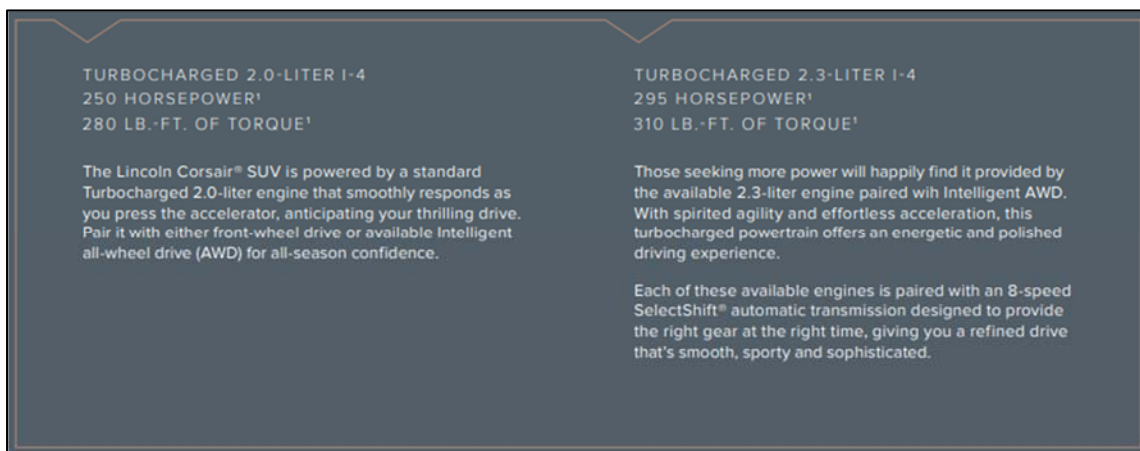 TURBOCHARGED 2.0-LITER I-4
250 HORSEPOWER¹
280 LB.-FT. OF TORQUE¹
The Lincoln Corsair® SUV is powered by a standard
Turbocharged 2.0-liter engine that smoothly responds as
you press the accelerator, anticipating your thrilling drive.
Pair it with either front-wheel drive or available Intelligent
all-wheel drive (AWD) for all-season confidence.
TURBOCHARGED 2.3-LITER I-4
295 HORSEPOWER¹
310 LB.-FT. OF TORQUE¹
Those seeking more power will happily find it provided by
the available 2.3-liter engine paired wih Intelligent AWD.
With spirited agility and effortless acceleration, this
turbocharged powertrain offers an energetic and polished
driving experience.
Each of these available engines is paired with an 8-speed
SelectShift® automatic transmission designed to provide
the right gear at the right time, giving you a refined drive
that's smooth, sporty and sophisticated.